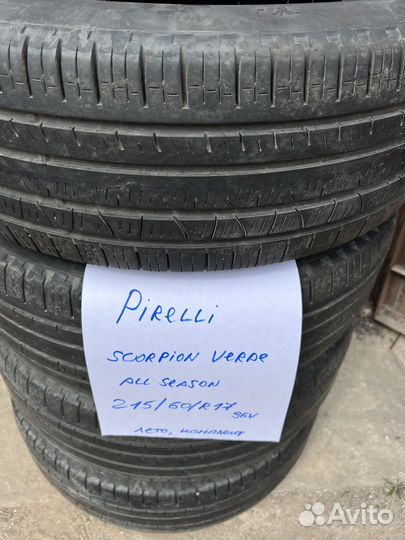 Pirelli
SCORPION VERDE
ALL SEASON
215/60/R17 96V
ЛЕТО, КОМПЛЕКТ
Avito